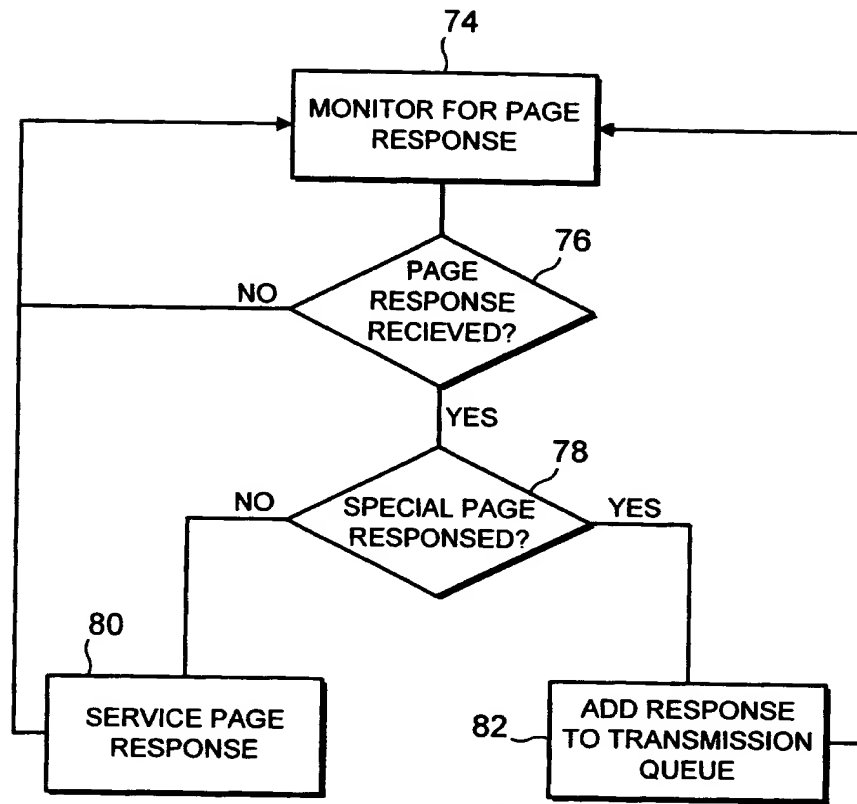 74
MONITOR FOR PAGE
RESPONSE
76
PAGE
RESPONSE
RECIEVED?
NO
YES
78
NO
SPECIAL PAGE
RESPONSED?
YES
80
SERVICE PAGE
RESPONSE
82
ADD RESPONSE
TO TRANSMISSION
QUEUE